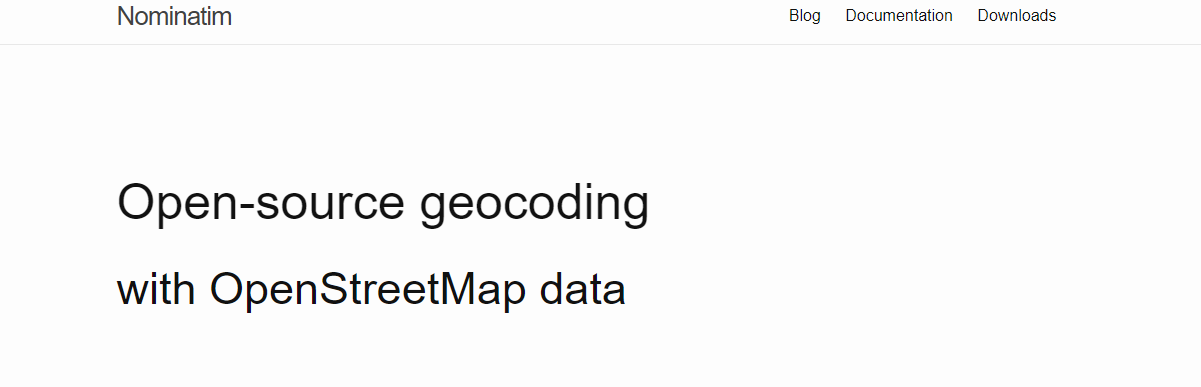 Nominatim
Blog Documentation Downloads
Open-source geocoding
with OpenStreetMap data